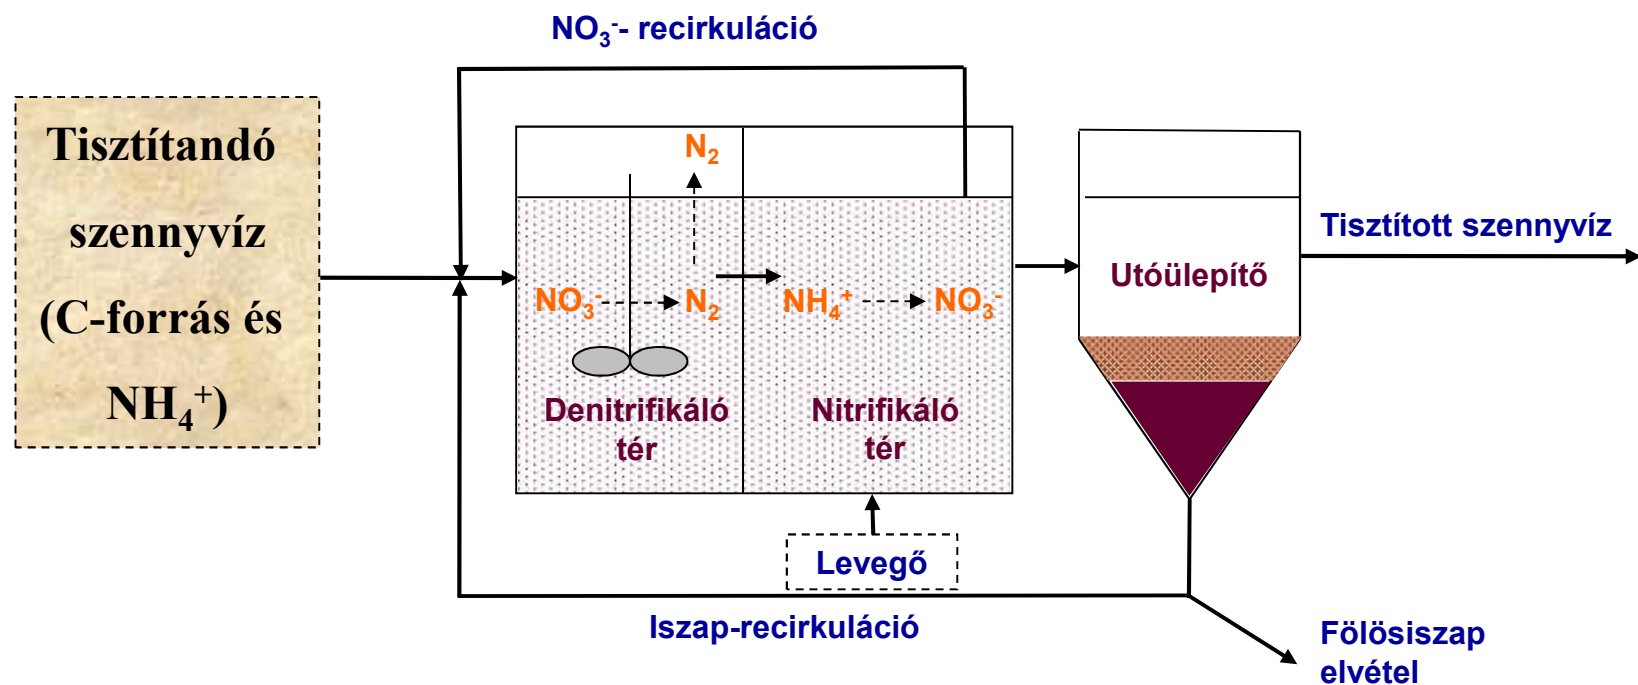 NO₃⁻- recirkuláció
Tisztítandó
szennyvíz
(C-forrás és
NH₄⁺)
N₂
NO₃⁻
N₂
NH₄⁺
NO₃⁻
Denitrifikáló
tér
Nitrifikáló
tér
Utóülepítő
Tisztított szennyvíz
Levegő
Iszap-recirkuláció
Fölösiszap
elvétel